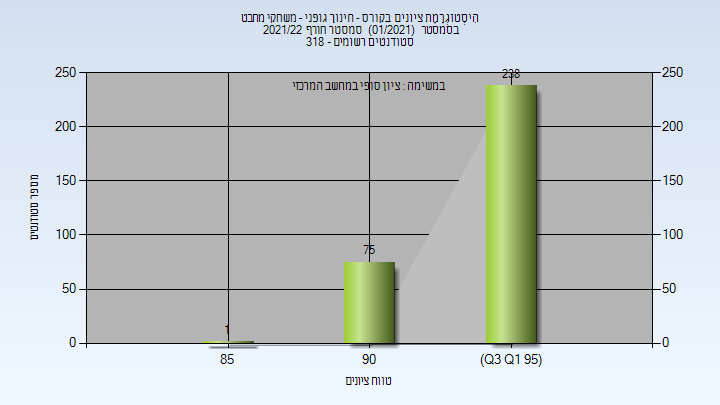 הִיסְטוֹגְרַמַת ציונים בקורס - חינוך גופני - משחקי מחבט
בסמסטר (01/2021) סמסטר חורף 2021/22
סטודנטים רשומים - 318
במשימה : ציון סופי במחשב המרכזי
250 250
200 200
150 150
100 100
50 50
0 0
238
75
1
מספר סטודנטים
85 90 (Q3 Q1 95)
טווח ציונים